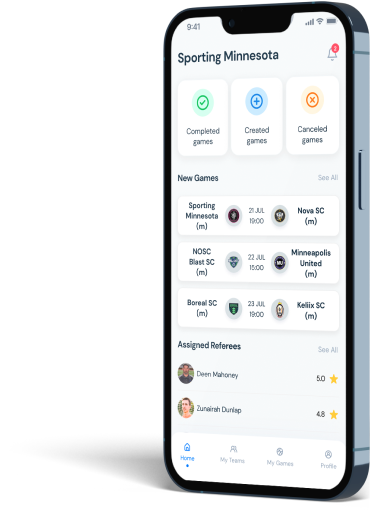 9:41
Sporting Minnesota
Completed
games
Created
games
Canceled
games
New Games
See All
Sporting
Minnesota
(m)
21 JUL
19:00
Nova SC
(m)
NOSC
Blast SC
(m)
22 JUL
15:00
MU
Minneapolis
United
(m)
Boreal SC
(m)
23 JUL
19:00
Keliix SC
(m)
Assigned Referees
See All
Deen Mahoney
5.0
Zunairah Dunlap
4.8
Home
My Teams
My Games
Profile